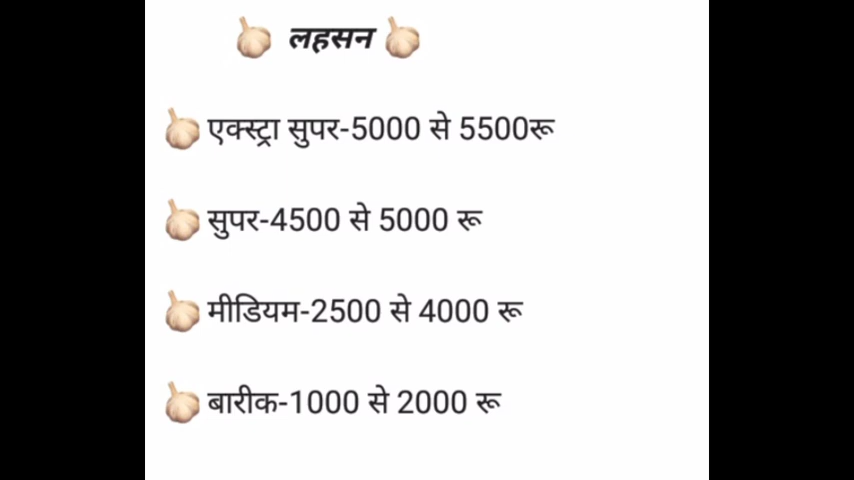 🧄 लहसन 🧄
🧄 एक्स्ट्रा सुपर-5000 से 5500रू
🧄 सुपर-4500 से 5000 रू
🧄 मीडियम-2500 से 4000 रू
🧄 बारीक-1000 से 2000 रू